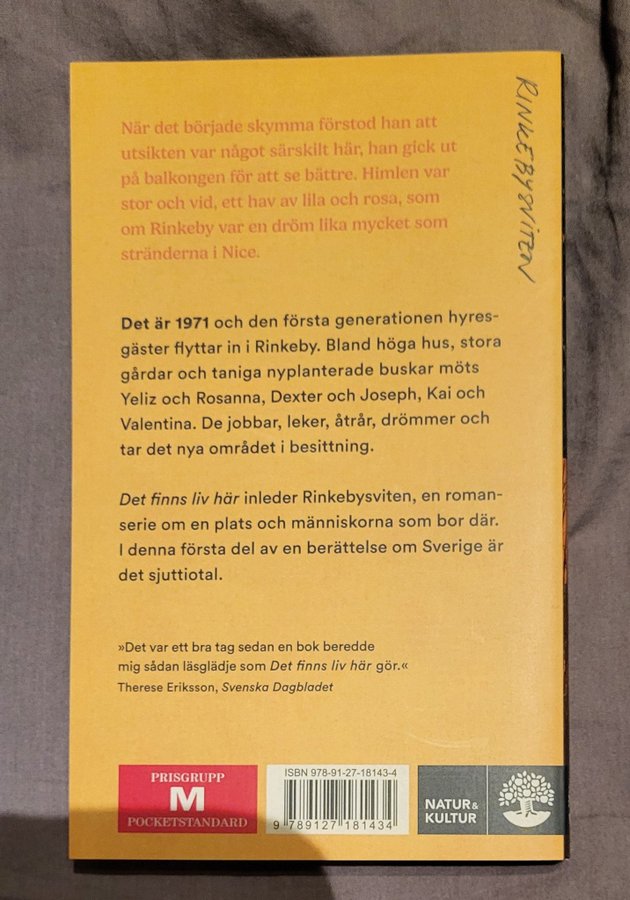 RINKEBYSVITEN
När det började skymma förstod han att
utsikten var något särskilt här, han gick ut
på balkongen för att se bättre. Himlen var
stor och vid, ett hav av lila och rosa, som
om Rinkeby var en dröm lika mycket som
stränderna i Nice.
Det är 1971 och den första generationen hyres-
gäster flyttar in i Rinkeby. Bland höga hus, stora
gårdar och taniga nyplanterade buskar möts
Yeliz och Rosanna, Dexter och Joseph, Kai och
Valentina. De jobbar, leker, åtrår, drömmer och
tar det nya området i besittning.
Det finns liv här inleder Rinkebysviten, en roman-
serie om en plats och människorna som bor där.
I denna första del av en berättelse om Sverige är
det sjuttiotal.
»Det var ett bra tag sedan en bok beredde
mig sådan läsglädje som Det finns liv här gör.«
Therese Eriksson, Svenska Dagbladet
PRISGRUPP
M
POCKETSTANDARD
ISBN 978-91-27-18143-4
9 789127 181434
NATUR &
KULTUR